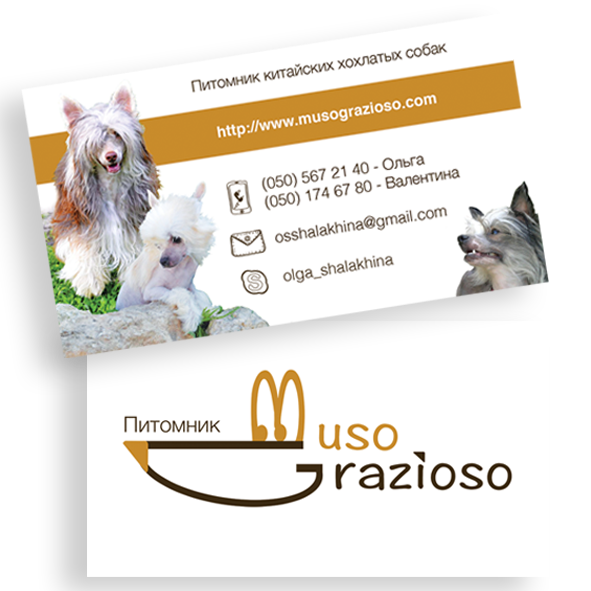 Питомник китайских хохлатых собак
http://www.musograzioso.com
(050) 567 21 40 - Ольга
(050) 174 67 80 - Валентина
osshalakhina@gmail.com
olga_shalakhina
Питомник
Muso
Grazioso